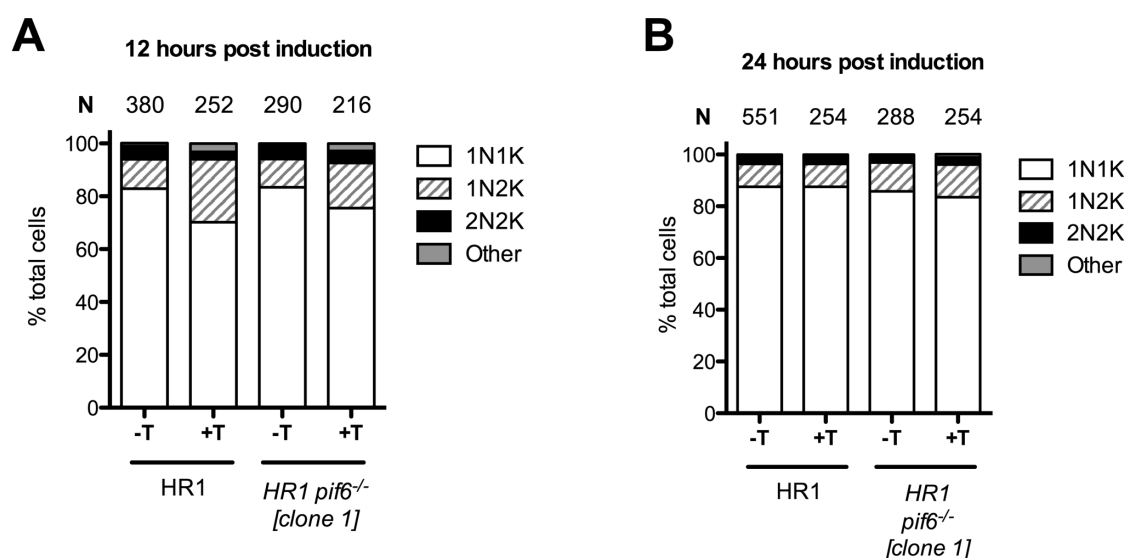 A
12 hours post induction
N 380 252 290 216
100
80
60
40
20
0
% total cells
-T +T -T +T
HR1
HR1 pif6-/-
[clone 1]
1N1K
1N2K
2N2K
Other
B
24 hours post induction
N 551 254 288 254
100
80
60
40
20
0
% total cells
-T +T -T +T
HR1
HR1
pif6-/-
[clone 1]
1N1K
1N2K
2N2K
Other